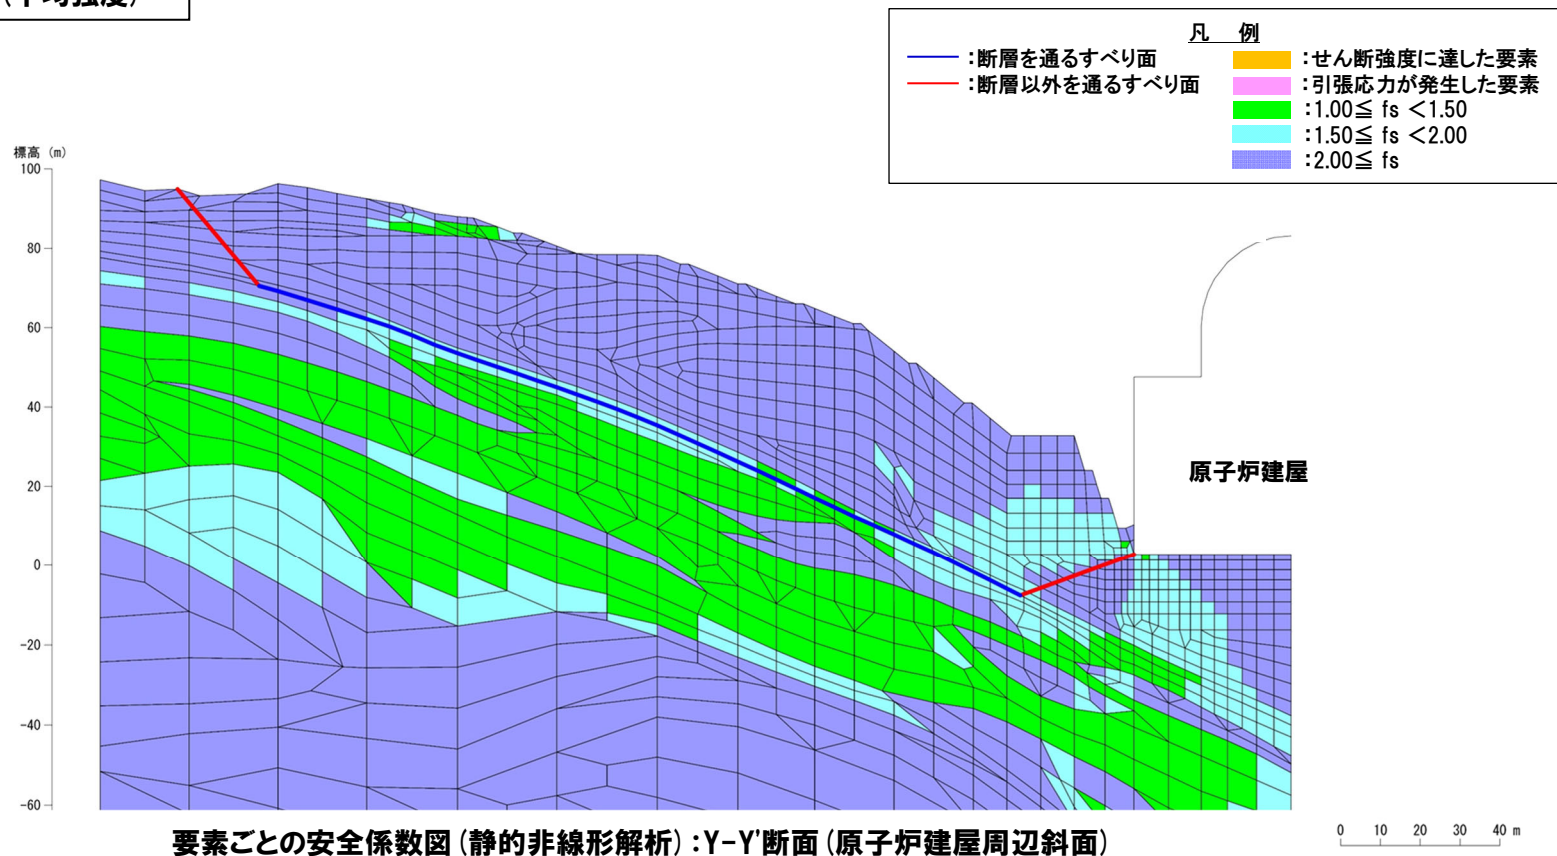 凡 例
:断層を通るすべり面
:断層以外を通るすべり面
:せん断強度に達した要素
:引張応力が発生した要素
:1.00≦ fs <1.50
:1.50≦ fs <2.00
:2.00≦ fs
標高 (m)
100
80
60
40
20
0
-20
-40
-60
原子炉建屋
0 10 20 30 40 m
要素ごとの安全係数図(静的非線形解析):Y-Y'断面(原子炉建屋周辺斜面)